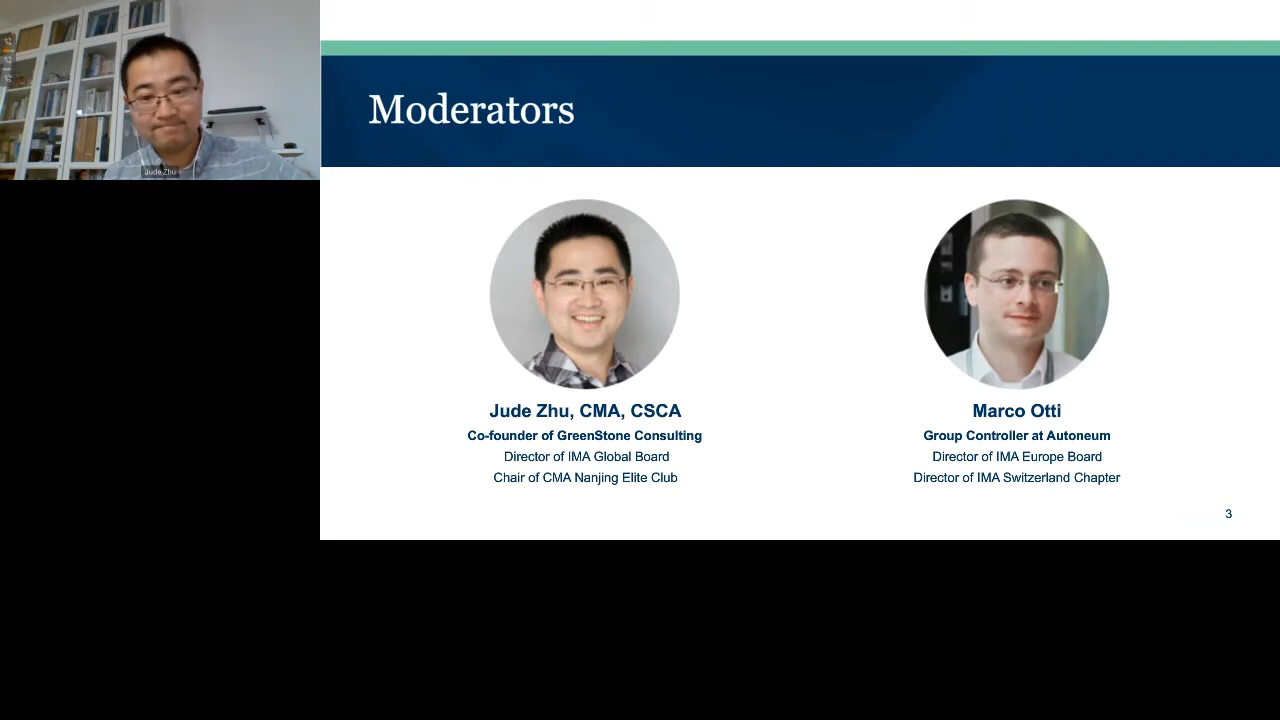 Jude Zhu
Moderators
Jude Zhu, CMA, CSCA
Co-founder of GreenStone Consulting
Director of IMA Global Board
Chair of CMA Nanjing Elite Club
Marco Otti
Group Controller at Autoneum
Director of IMA Europe Board
Director of IMA Switzerland Chapter
3